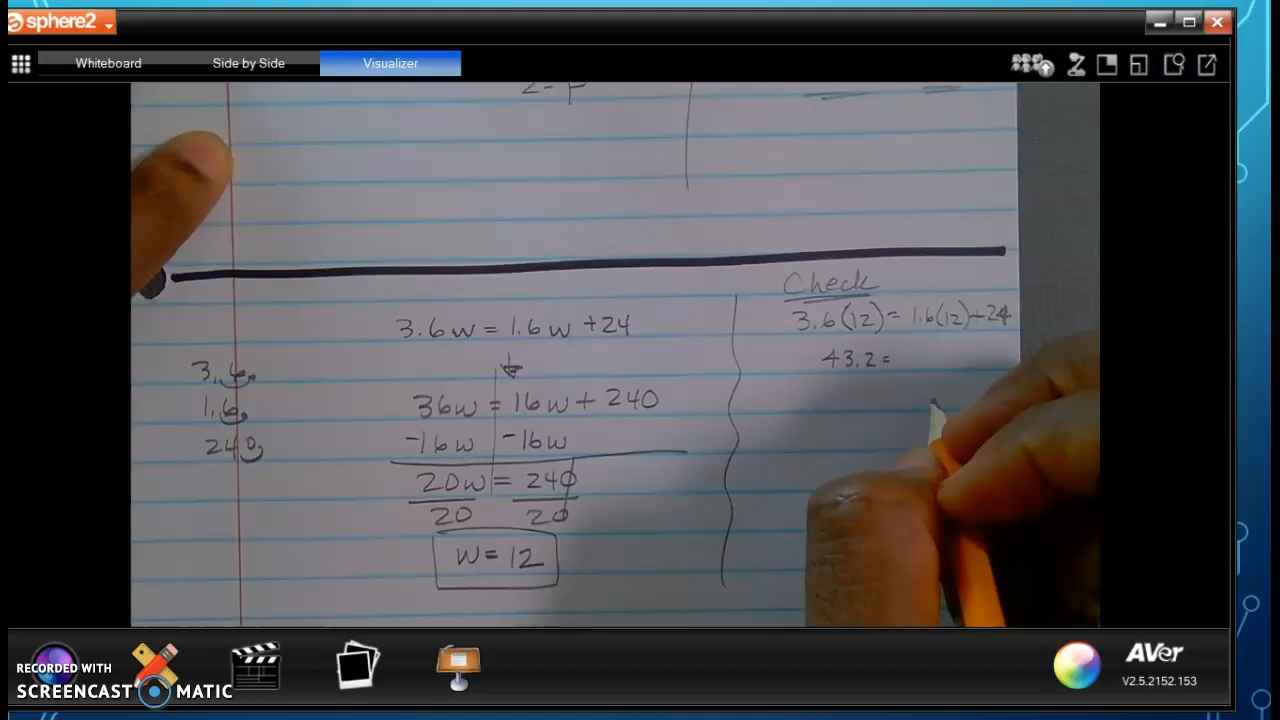 sphere2
Whiteboard Side by Side Visualizer
2-p
Check
3.6w = 1.6w + 24
3.6(12) = 1.6(12) + 24
43.2 =
3.6.
1.6.
240
36w = 16w + 240
-16w -16w
20w = 240
20 20
w = 12
RECORDED WITH
SCREENCAST MATIC
AVer
V2.5.2152.153